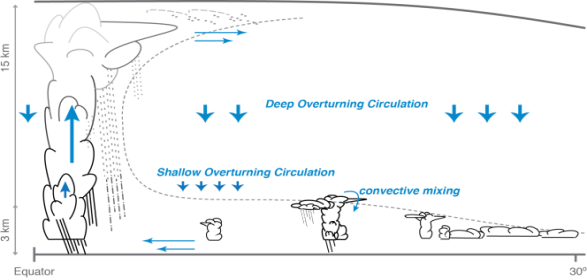 15 km
Deep Overturning Circulation
Shallow Overturning Circulation
convective mixing
3 km
Equator
30°